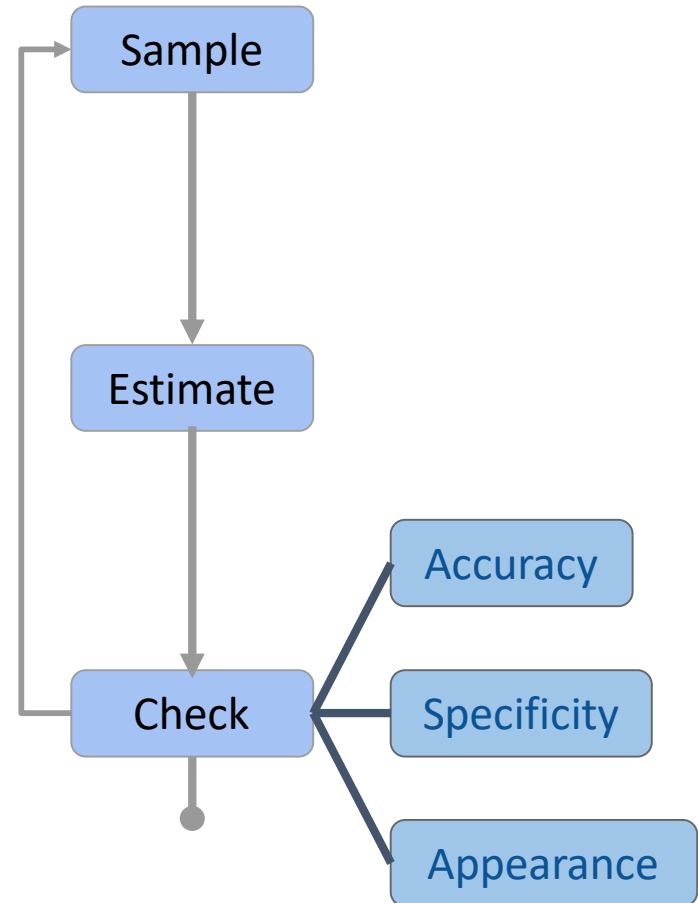 Sample
Estimate
Accuracy
Check
Specificity
Appearance